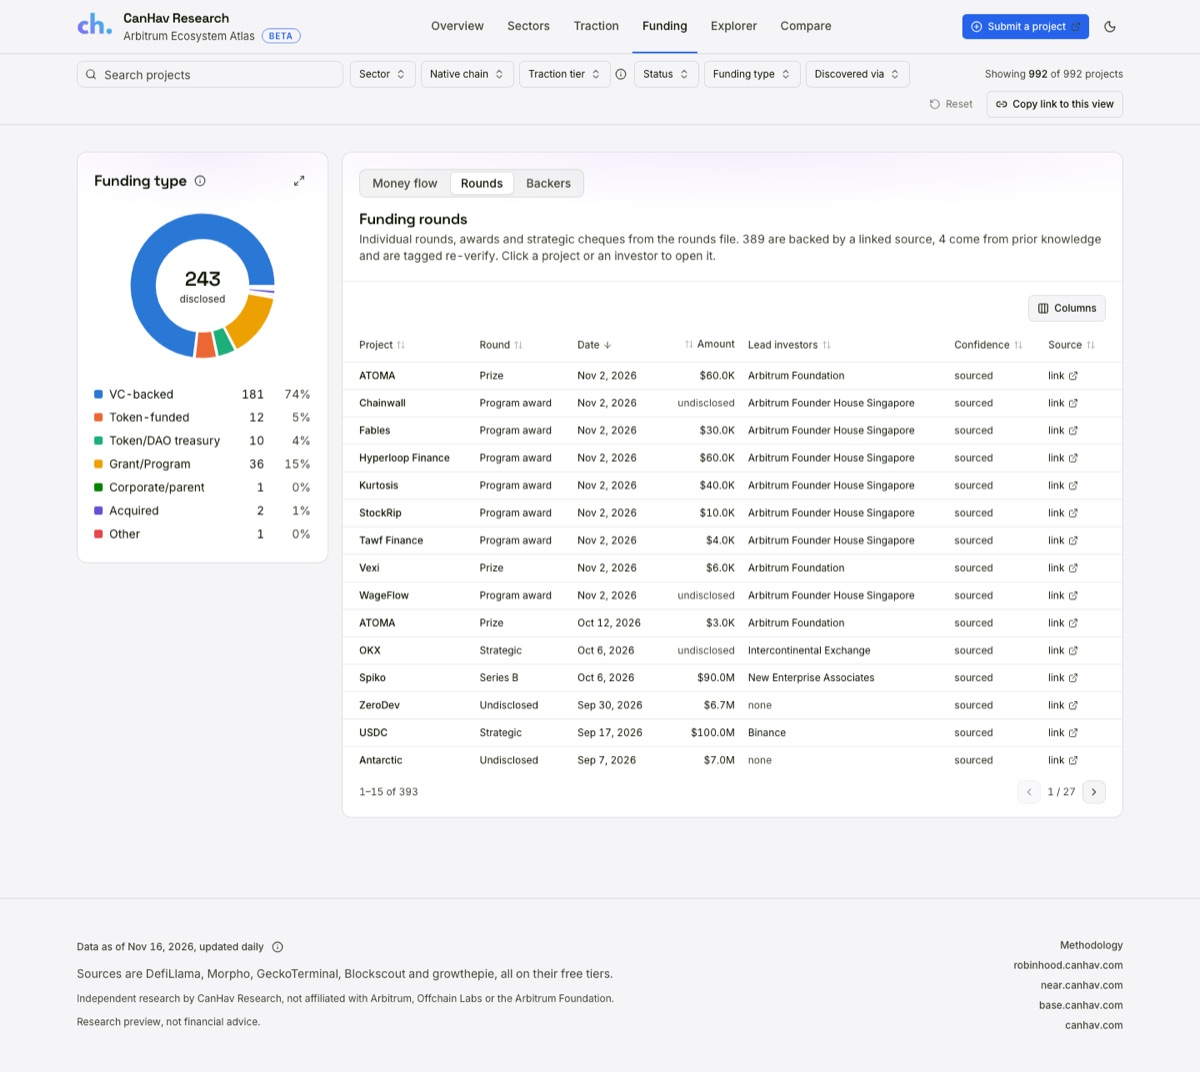 ch.
CanHav Research
Arbitrum Ecosystem Atlas BETA
Overview Sectors Traction Funding Explorer Compare
Submit a project
Search projects
Sector Native chain Traction tier Status Funding type Discovered via
Showing 992 of 992 projects
Reset Copy link to this view
Funding type
243
disclosed
VC-backed 181 74%
Token-funded 12 5%
Token/DAO treasury 10 4%
Grant/Program 36 15%
Corporate/parent 1 0%
Acquired 2 1%
Other 1 0%
Money flow Rounds Backers
Funding rounds
Individual rounds, awards and strategic cheques from the rounds file. 389 are backed by a linked source, 4 come from prior knowledge
and are tagged re-verify. Click a project or an investor to open it.
Columns
Project Round Date Amount Lead investors Confidence Source
ATOMA Prize Nov 2, 2026 $60.0K Arbitrum Foundation sourced link
Chainwall Program award Nov 2, 2026 undisclosed Arbitrum Founder House Singapore sourced link
Fables Program award Nov 2, 2026 $30.0K Arbitrum Founder House Singapore sourced link
Hyperloop Finance Program award Nov 2, 2026 $60.0K Arbitrum Founder House Singapore sourced link
Kurtosis Program award Nov 2, 2026 $40.0K Arbitrum Founder House Singapore sourced link
StockRip Program award Nov 2, 2026 $10.0K Arbitrum Founder House Singapore sourced link
Tawf Finance Program award Nov 2, 2026 $4.0K Arbitrum Founder House Singapore sourced link
Vexi Prize Nov 2, 2026 $6.0K Arbitrum Foundation sourced link
WageFlow Program award Nov 2, 2026 undisclosed Arbitrum Founder House Singapore sourced link
ATOMA Prize Oct 12, 2026 $3.0K Arbitrum Foundation sourced link
OKX Strategic Oct 6, 2026 undisclosed Intercontinental Exchange sourced link
Spiko Series B Oct 6, 2026 $90.0M New Enterprise Associates sourced link
ZeroDev Undisclosed Sep 30, 2026 $6.7M none sourced link
USDC Strategic Sep 17, 2026 $100.0M Binance sourced link
Antarctic Undisclosed Sep 7, 2026 $7.0M none sourced link
1–15 of 393
1 / 27
Data as of Nov 16, 2026, updated daily
Sources are DefiLlama, Morpho, GeckoTerminal, Blockscout and growthepie, all on their free tiers.
Independent research by CanHav Research, not affiliated with Arbitrum, Offchain Labs or the Arbitrum Foundation.
Research preview, not financial advice.
Methodology
robinhood.canhav.com
near.canhav.com
base.canhav.com
canhav.com